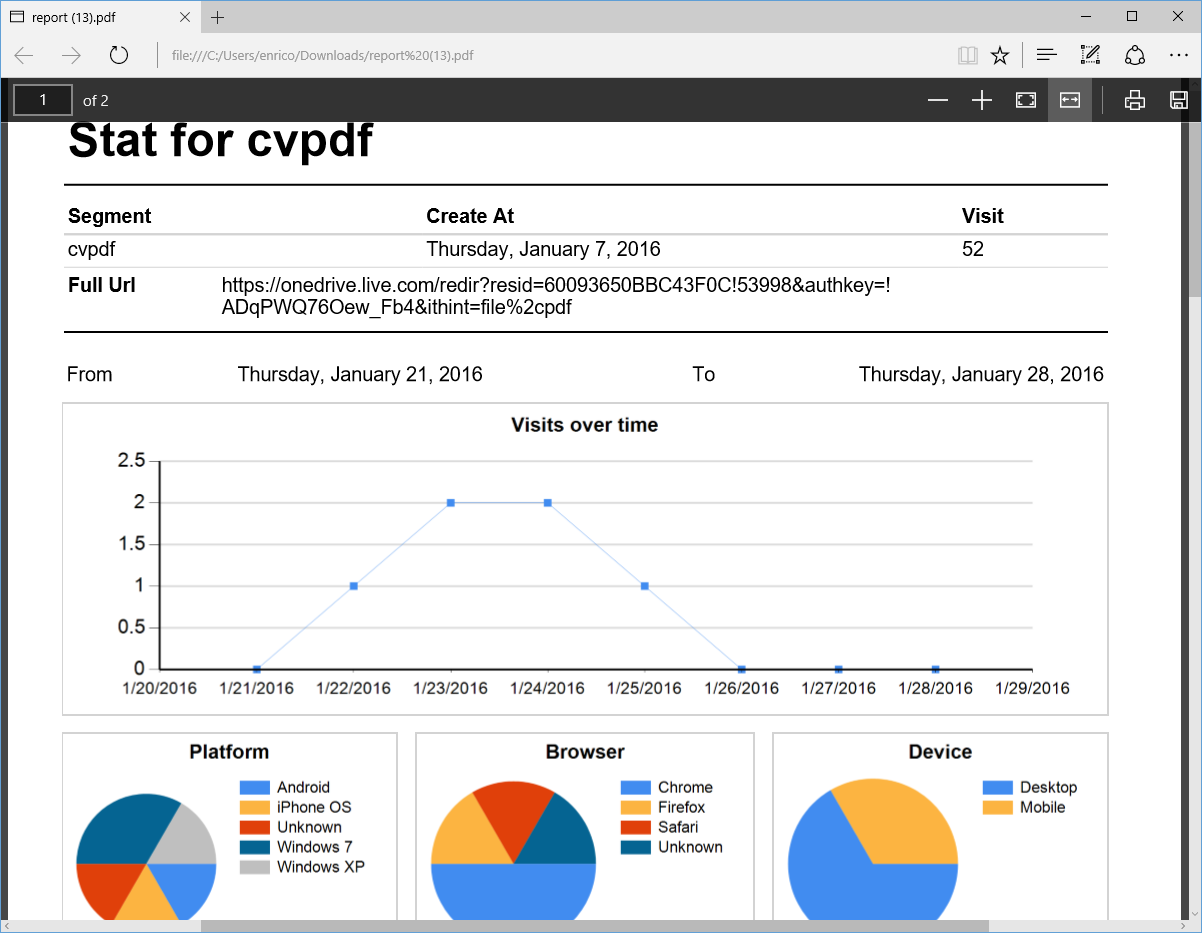 report (13).pdf
file:///C:/Users/enrico/Downloads/report%20(13).pdf
1 of 2
Stat for cvpdf
Segment Create At Visit
cvpdf Thursday, January 7, 2016 52
Full Url https://onedrive.live.com/redir?resid=60093650BBC43F0C!53998&authkey=!
ADqPWQ76Oew_Fb4&ithint=file%2cpdf
From Thursday, January 21, 2016 To Thursday, January 28, 2016
Visits over time
2.5
2
1.5
1
0.5
0
1/20/2016 1/21/2016 1/22/2016 1/23/2016 1/24/2016 1/25/2016 1/26/2016 1/27/2016 1/28/2016 1/29/2016
Platform
Android
iPhone OS
Unknown
Windows 7
Windows XP
Browser
Chrome
Firefox
Safari
Unknown
Device
Desktop
Mobile